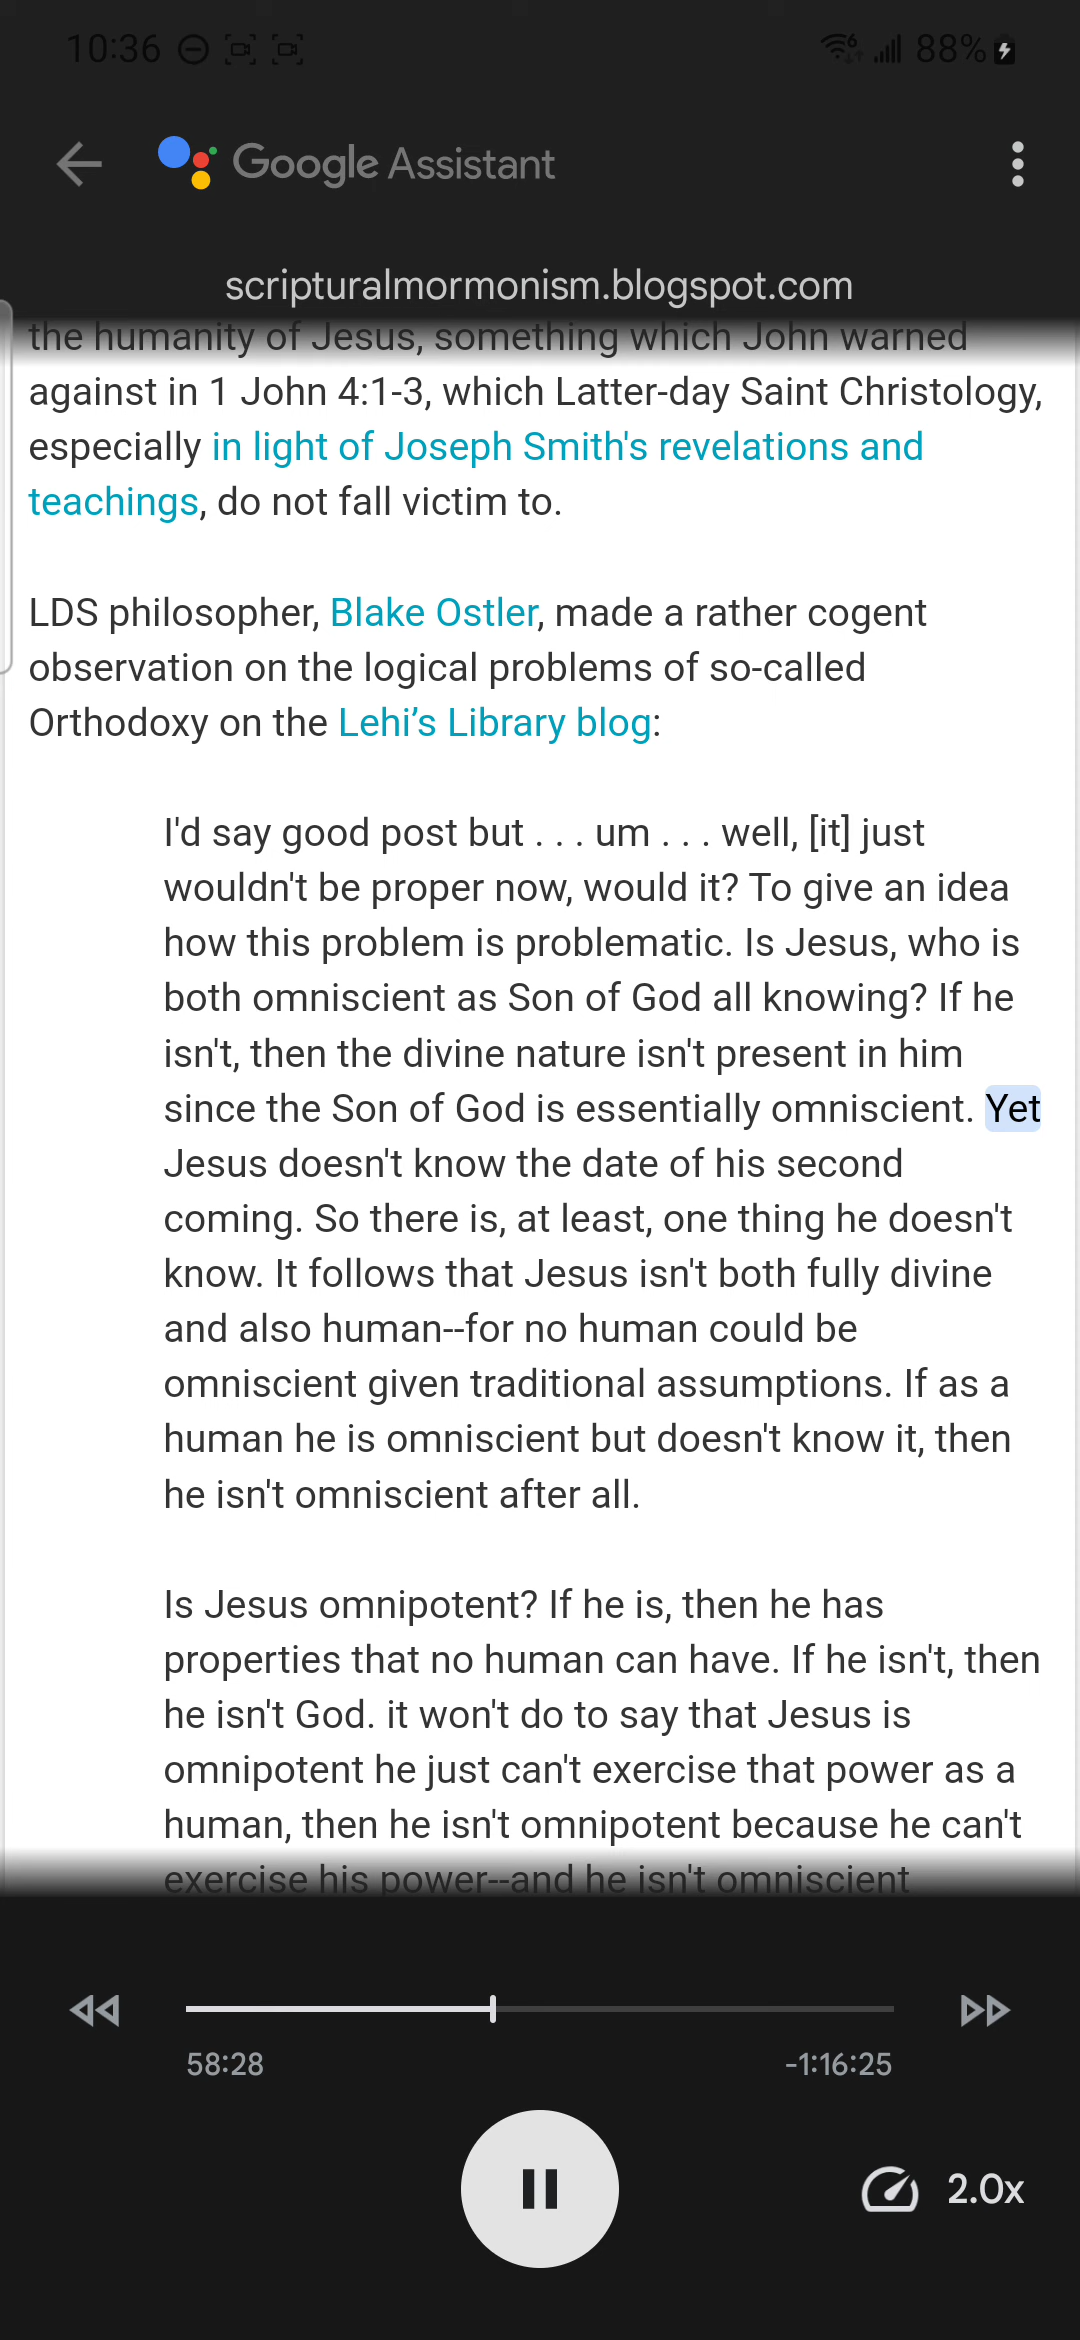 10:36
6
88%
Google Assistant
scripturalmormonism.blogspot.com
the humanity of Jesus, something which John warned
against in 1 John 4:1-3, which Latter-day Saint Christology,
especially in light of Joseph Smith's revelations and
teachings, do not fall victim to.
LDS philosopher, Blake Ostler, made a rather cogent
observation on the logical problems of so-called
Orthodoxy on the Lehi’s Library blog:
I'd say good post but . . . um . . . well, [it] just
wouldn't be proper now, would it? To give an idea
how this problem is problematic. Is Jesus, who is
both omniscient as Son of God all knowing? If he
isn't, then the divine nature isn't present in him
since the Son of God is essentially omniscient. Yet
Jesus doesn't know the date of his second
coming. So there is, at least, one thing he doesn't
know. It follows that Jesus isn't both fully divine
and also human--for no human could be
omniscient given traditional assumptions. If as a
human he is omniscient but doesn't know it, then
he isn't omniscient after all.
Is Jesus omnipotent? If he is, then he has
properties that no human can have. If he isn't, then
he isn't God. it won't do to say that Jesus is
omnipotent he just can't exercise that power as a
human, then he isn't omnipotent because he can't
exercise his power--and he isn't omniscient
58:28
-1:16:25
2.0x